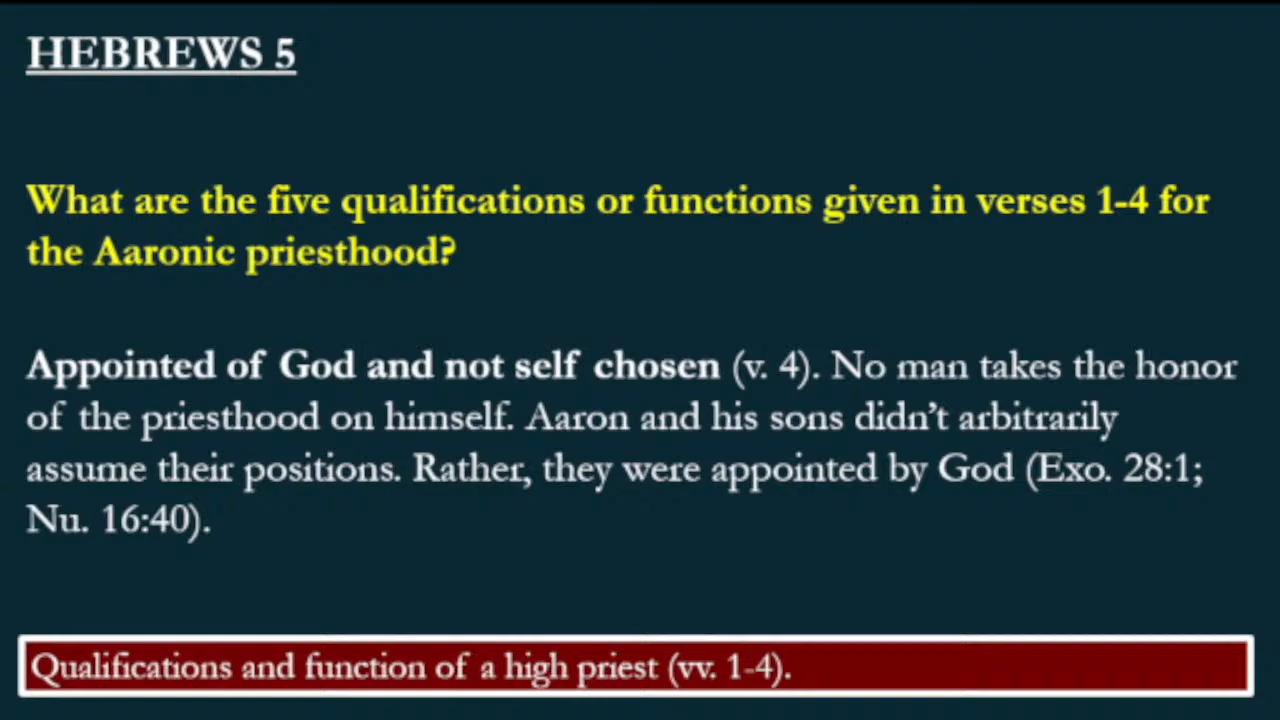 HEBREWS 5
What are the five qualifications or functions given in verses 1-4 for
the Aaronic priesthood?
Appointed of God and not self chosen (v. 4). No man takes the honor
of the priesthood on himself. Aaron and his sons didn’t arbitrarily
assume their positions. Rather, they were appointed by God (Exo. 28:1;
Nu. 16:40).
Qualifications and function of a high priest (vv. 1-4).